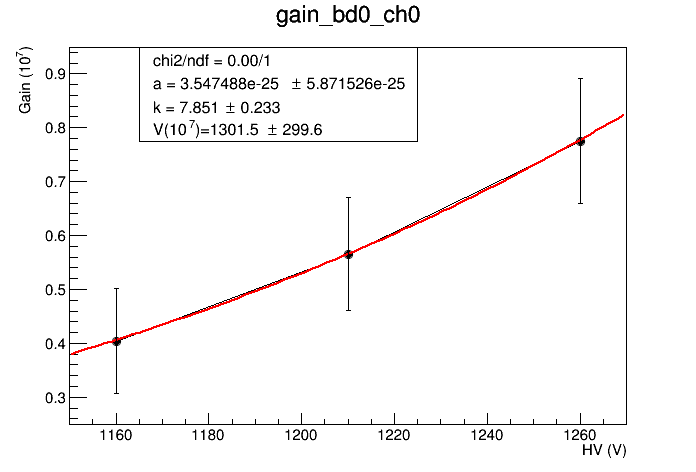 gain_bd0_ch0
chi2/ndf = 0.00/1
a = 3.547488e-25 ± 5.871526e-25
k = 7.851 ± 0.233
V(10⁷)=1301.5 ± 299.6
Gain (10⁷)
0.9
0.8
0.7
0.6
0.5
0.4
0.3
1160 1180 1200 1220 1240 1260
HV (V)